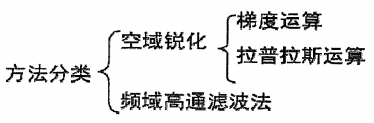 方法分类
空域锐化
梯度运算
拉普拉斯运算
频域高通滤波法